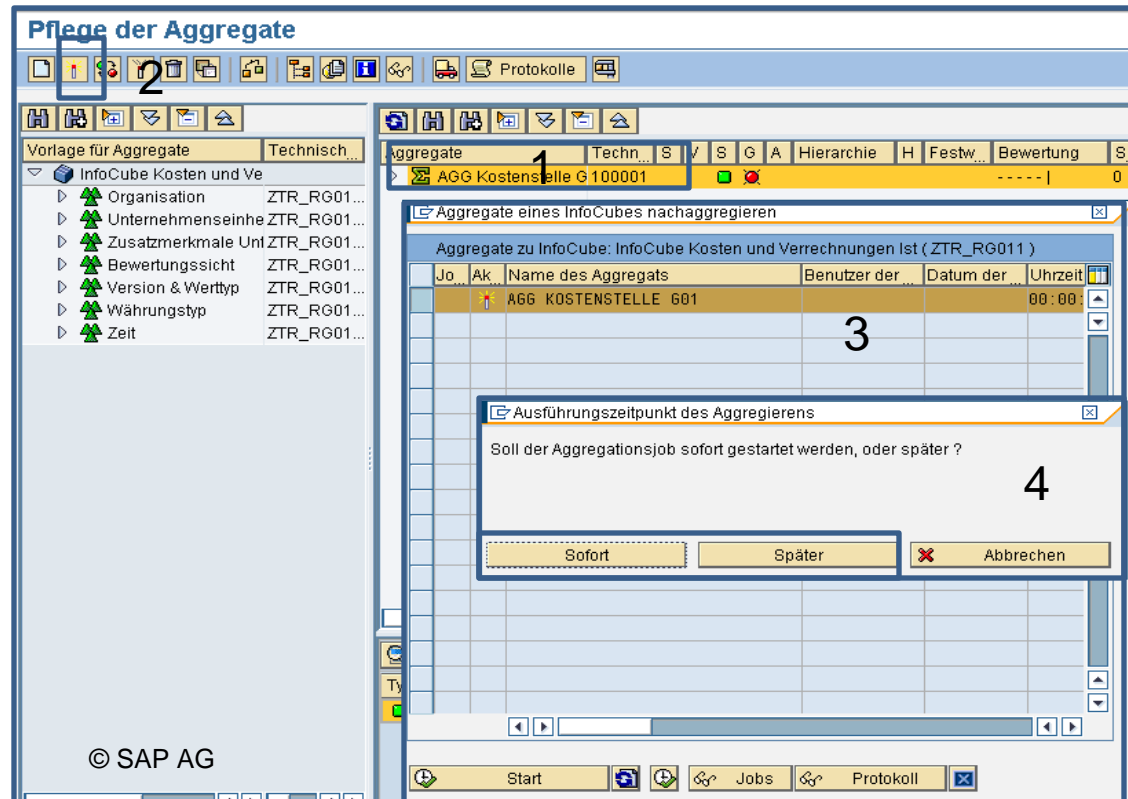 Pflege der Aggregate
Protokolle
2
Vorlage für Aggregate Technisch...
InfoCube Kosten und Ve
Organisation ZTR_RG01...
Unternehmenseinhe ZTR_RG01...
Zusatzmerkmale Unt ZTR_RG01...
Bewertungssicht ZTR_RG01...
Version & Werttyp ZTR_RG01...
Währungstyp ZTR_RG01...
Zeit ZTR_RG01...
Aggregate Techn... S V S G A Hierarchie H Festw... Bewertung S
1
AGG Kostenstelle G 100001 -----| 0
Aggregate eines InfoCubes nachaggregieren
Aggregate zu InfoCube: InfoCube Kosten und Verrechnungen Ist ( ZTR_RG011 )
Jo... Ak... Name des Aggregats Benutzer der... Datum der... Uhrzeit
AGG KOSTENSTELLE G01 00:00:
3
Ausführungszeitpunkt des Aggregierens
Soll der Aggregationsjob sofort gestartet werden, oder später ?
4
Sofort Später Abbrechen
Ty
Start Jobs Protokoll
© SAP AG